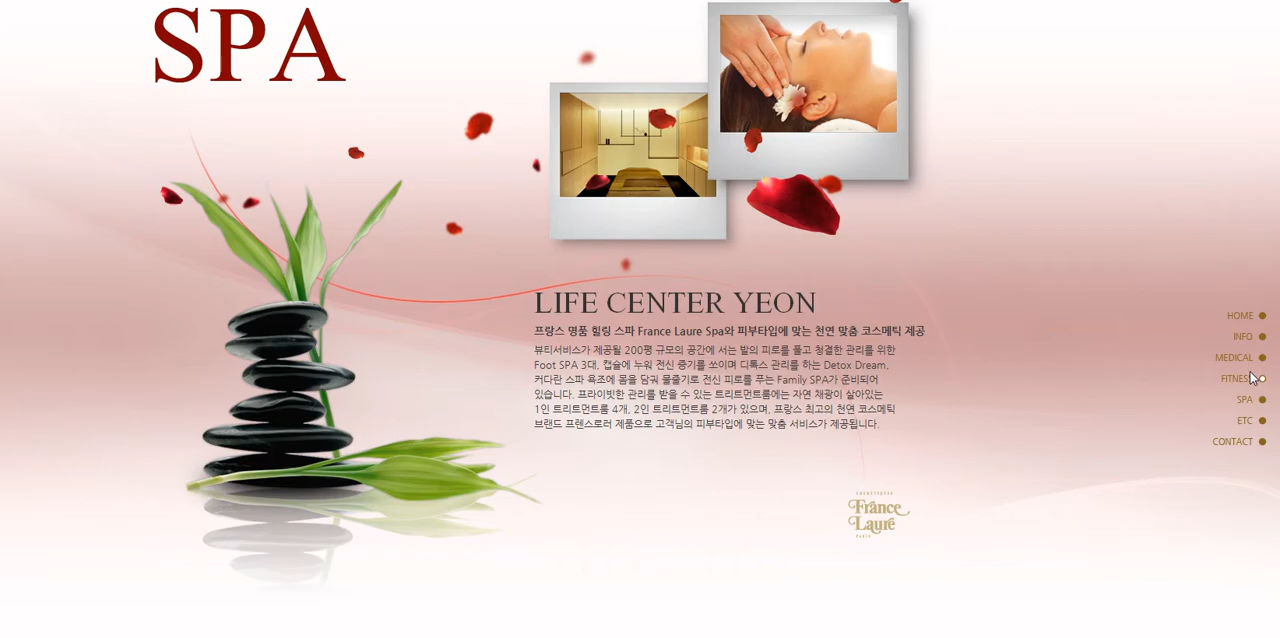 SPA
LIFE CENTER YEON
프랑스 명품 힐링 스파 France Laure Spa와 피부타입에 맞는 천연 맞춤 코스메틱 제공
뷰티서비스가 제공될 200평 규모의 공간에 서는 발의 피로를 풀고 청결한 관리를 위한
Foot SPA 3대, 캡슐에 누워 전신 증기를 쏘이며 디톡스 관리를 하는 Detox Dream,
커다란 스파 욕조에 몸을 담궈 물줄기로 전신 피로를 푸는 Family SPA가 준비되어
있습니다. 프라이빗한 관리를 받을 수 있는 트리트먼트룸에는 자연 채광이 살아있는
1인 트리트먼트룸 4개, 2인 트리트먼트룸 2개가 있으며, 프랑스 최고의 천연 코스메틱
브랜드 프렌스로러 제품으로 고객님의 피부타입에 맞는 맞춤 서비스가 제공됩니다.
HOME
INFO
MEDICAL
FITNESS
SPA
ETC
CONTACT
France
Laure
PARIS